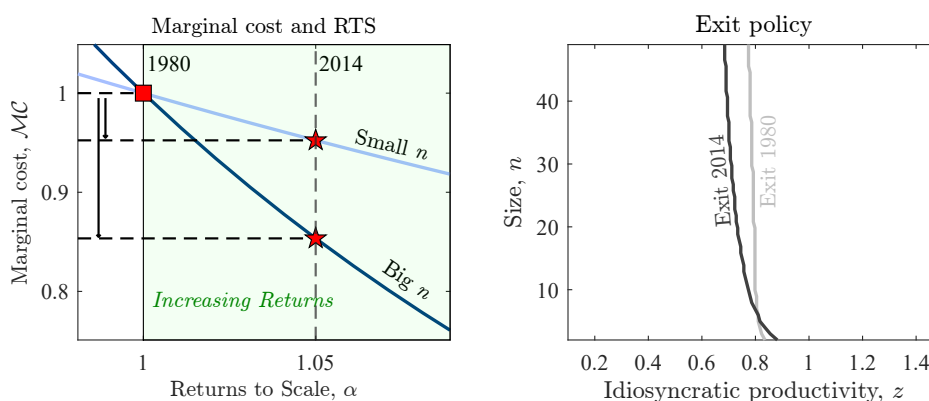 Marginal cost and RTS
Marginal cost, MC
1
0.9
0.8
1980
2014
Small n
Big n
Increasing Returns
1
1.05
Returns to Scale, α
Exit policy
Size, n
40
30
20
10
Exit 2014
Exit 1980
0.2
0.4
0.6
0.8
1
1.2
1.4
Idiosyncratic productivity, z